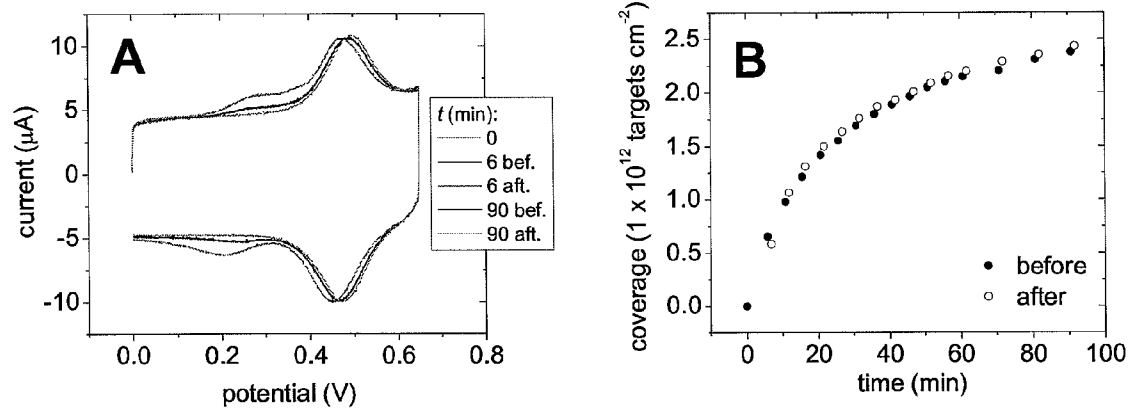 A
10
5
0
-5
-10
current (μA)
0.0 0.2 0.4 0.6 0.8
potential (V)
t (min):
0
6 bef.
6 aft.
90 bef.
90 aft.
B
2.5
2.0
1.5
1.0
0.5
0.0
coverage (1 x 10¹² targets cm⁻²)
before
after
0 20 40 60 80 100
time (min)